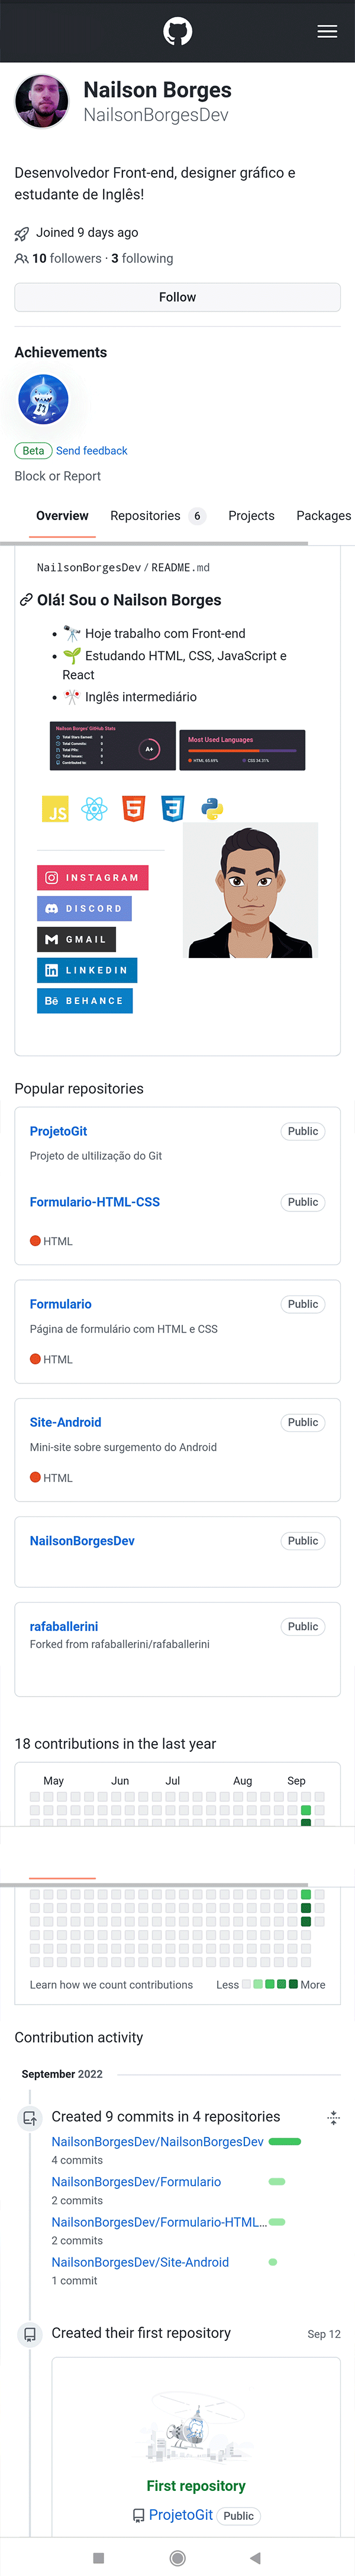 Nailson Borges
NailsonBorgesDev
Desenvolvedor Front-end, designer gráfico e
estudante de Inglês!
Joined 9 days ago
10 followers · 3 following
Follow
Achievements
Beta Send feedback
Block or Report
Overview Repositories 6 Projects Packages
NailsonBorgesDev / README.md
Olá! Sou o Nailson Borges
Hoje trabalho com Front-end
Estudando HTML, CSS, JavaScript e
React
Inglês intermediário
Nailson Borges' GitHub Stats
Total Stars Earned:
Total Commits:
Total PRs:
Total Issues:
Contributed to:
A+
Most Used Languages
HTML 65.69% CSS 34.31%
JS
INSTAGRAM
DISCORD
GMAIL
LINKEDIN
Bē BEHANCE
Popular repositories
ProjetoGit Public
Projeto de ultilização do Git
Formulario-HTML-CSS Public
HTML
Formulario Public
Página de formulário com HTML e CSS
HTML
Site-Android Public
Mini-site sobre surgemento do Android
HTML
NailsonBorgesDev Public
rafaballerini Public
Forked from rafaballerini/rafaballerini
18 contributions in the last year
May Jun Jul Aug Sep
Learn how we count contributions Less More
Contribution activity
September 2022
Created 9 commits in 4 repositories
NailsonBorgesDev/NailsonBorgesDev
4 commits
NailsonBorgesDev/Formulario
2 commits
NailsonBorgesDev/Formulario-HTML...
2 commits
NailsonBorgesDev/Site-Android
1 commit
Created their first repository Sep 12
First repository
ProjetoGit Public